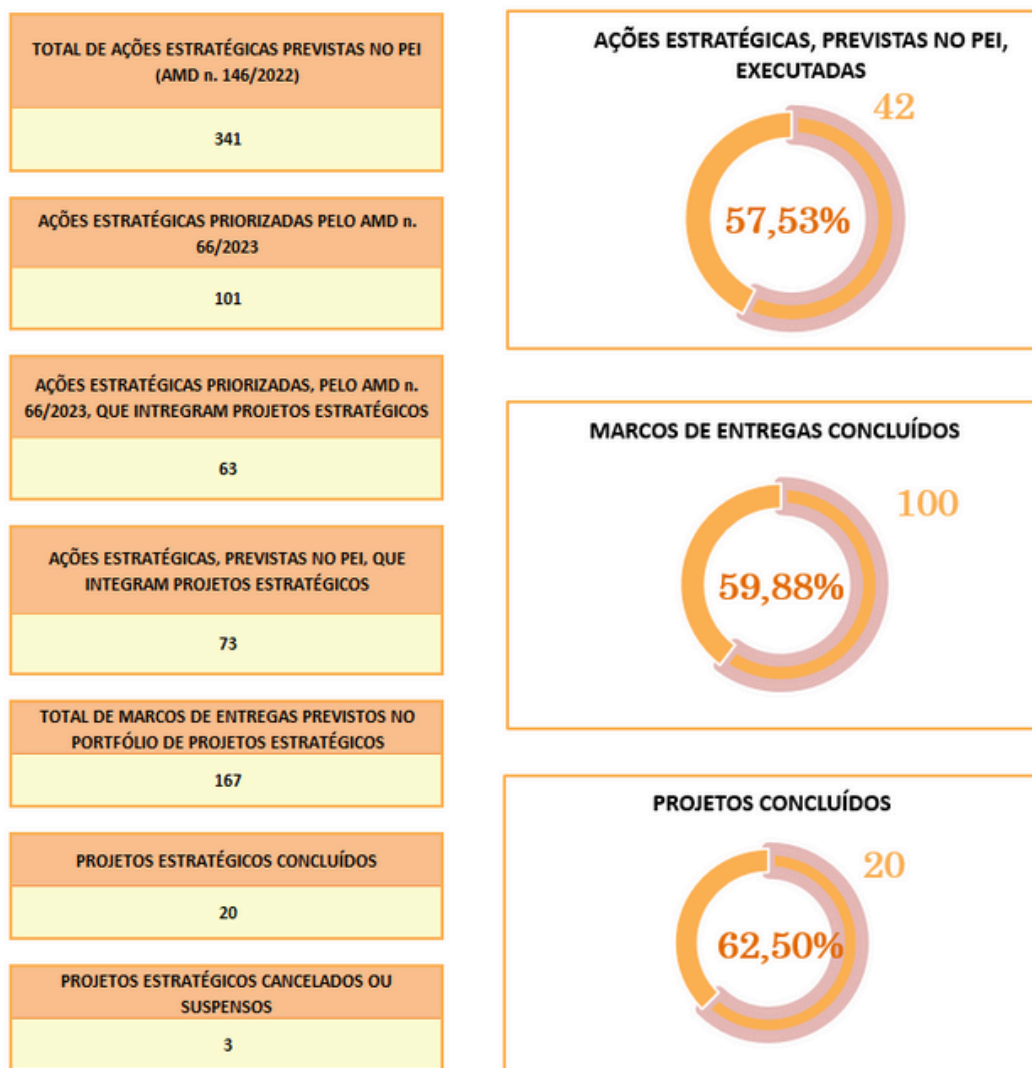 TOTAL DE AÇÕES ESTRATÉGICAS PREVISTAS NO PEI
(AMD n. 146/2022)
341
AÇÕES ESTRATÉGICAS PRIORIZADAS PELO AMD n.
66/2023
101
AÇÕES ESTRATÉGICAS PRIORIZADAS, PELO AMD n.
66/2023, QUE INTREGRAM PROJETOS ESTRATÉGICOS
63
AÇÕES ESTRATÉGICAS, PREVISTAS NO PEI, QUE
INTEGRAM PROJETOS ESTRATÉGICOS
73
TOTAL DE MARCOS DE ENTREGAS PREVISTOS NO
PORTFÓLIO DE PROJETOS ESTRATÉGICOS
167
PROJETOS ESTRATÉGICOS CONCLUÍDOS
20
PROJETOS ESTRATÉGICOS CANCELADOS OU
SUSPENSOS
3
AÇÕES ESTRATÉGICAS, PREVISTAS NO PEI,
EXECUTADAS
42
57,53%
MARCOS DE ENTREGAS CONCLUÍDOS
100
59,88%
PROJETOS CONCLUÍDOS
20
62,50%